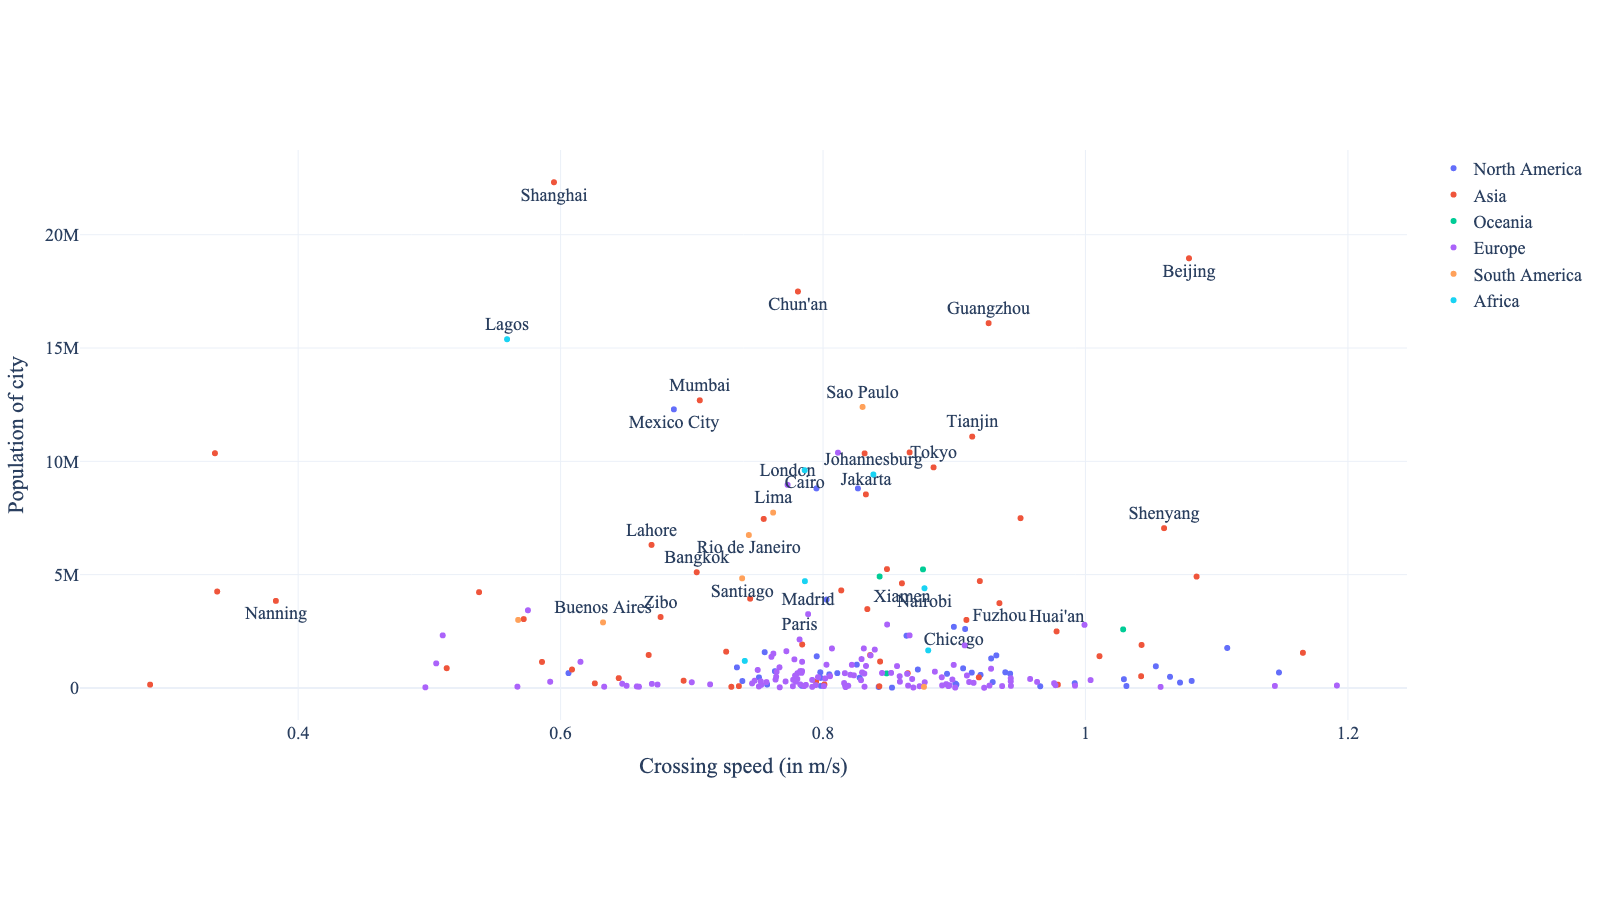 North America
Asia
Oceania
Europe
South America
Africa
Shanghai
20M
Beijing
Chun'an
Guangzhou
Lagos
15M
Mumbai
Sao Paulo
Mexico City
Tianjin
10M
Tokyo
Johannesburg
London
Cairo
Jakarta
Lima
Shenyang
Lahore
Rio de Janeiro
Bangkok
5M
Santiago
Madrid
Xiamen
Nairobi
Zibo
Buenos Aires
Nanning
Fuzhou
Huai'an
Paris
Chicago
0
0.4
0.6
0.8
1
1.2
Crossing speed (in m/s)
Population of city